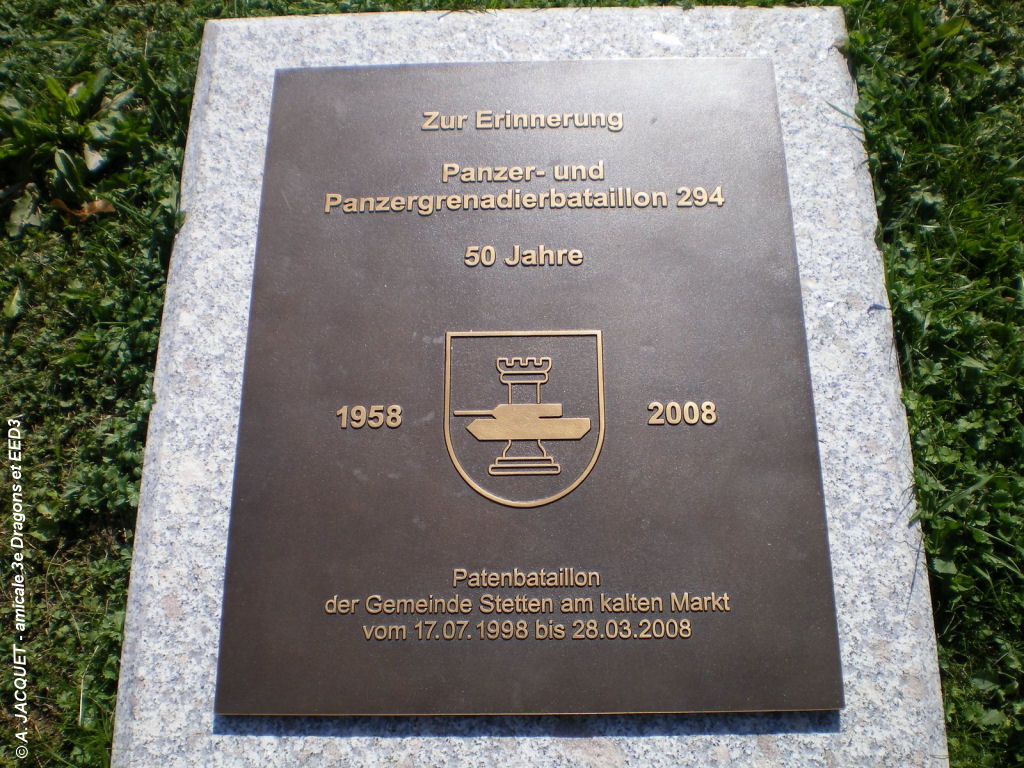 Zur Erinnerung
Panzer- und
Panzergrenadierbataillon 294
50 Jahre
1958
2008
Patenbataillon
der Gemeinde Stetten am kalten Markt
vom 17.07.1998 bis 28.03.2008
© A. JACQUET - amicale.3e Dragons et EED3